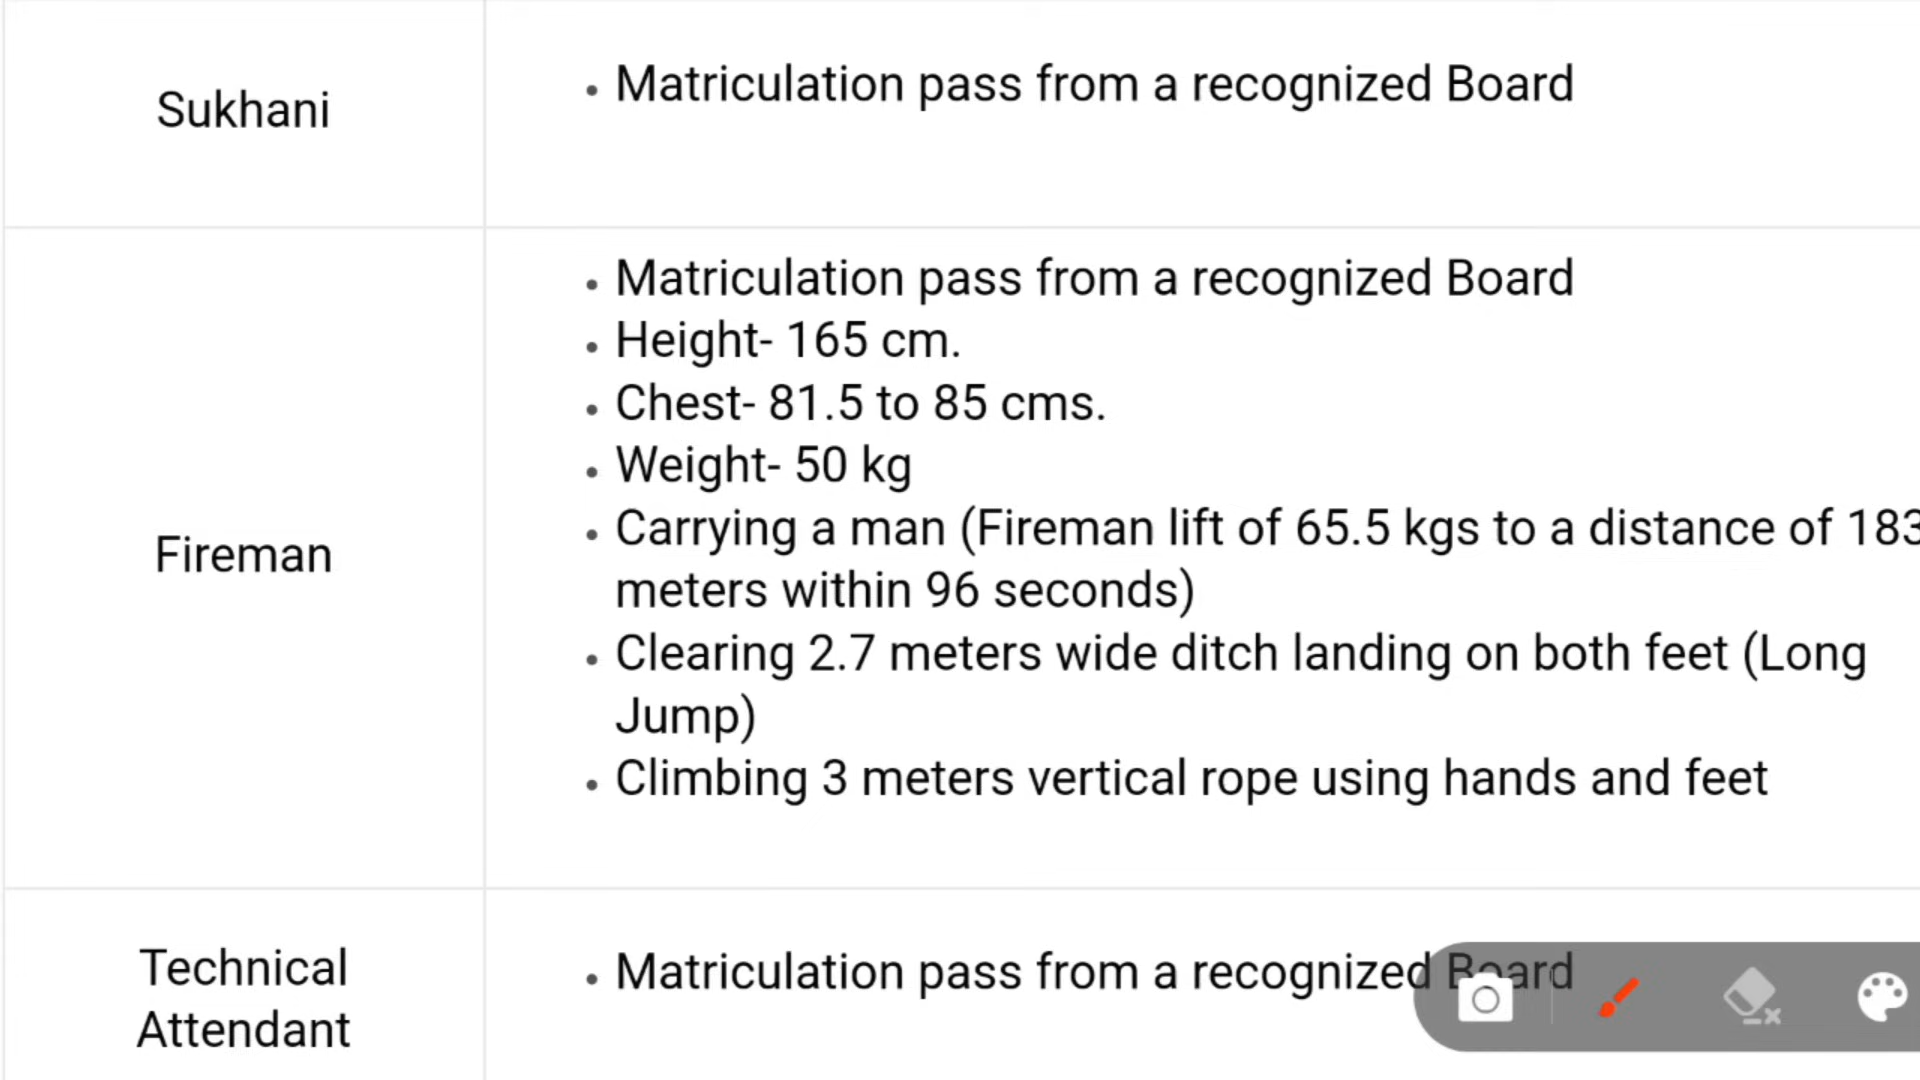 Sukhani
Matriculation pass from a recognized Board
Fireman
Matriculation pass from a recognized Board
Height- 165 cm.
Chest- 81.5 to 85 cms.
Weight- 50 kg
Carrying a man (Fireman lift of 65.5 kgs to a distance of 183
meters within 96 seconds)
Clearing 2.7 meters wide ditch landing on both feet (Long
Jump)
Climbing 3 meters vertical rope using hands and feet
Technical
Attendant
Matriculation pass from a recognized Board